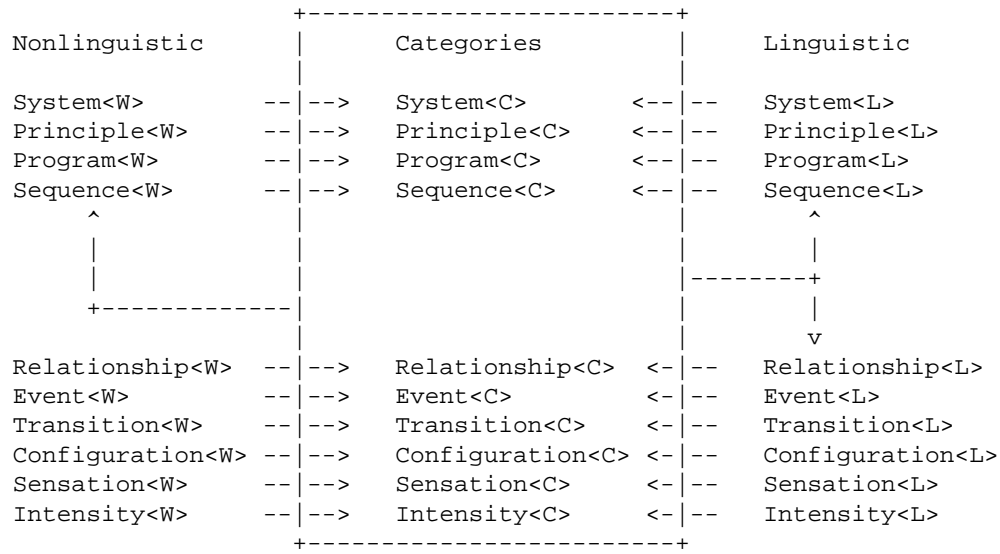 Nonlinguistic Categories Linguistic
System<W> --|--> System<C> <--|-- System<L>
Principle<W> --|--> Principle<C> <--|-- Principle<L>
Program<W> --|--> Program<C> <--|-- Program<L>
Sequence<W> --|--> Sequence<C> <--|-- Sequence<L>
Relationship<W> --|--> Relationship<C> <-|-- Relationship<L>
Event<W> --|--> Event<C> <-|-- Event<L>
Transition<W> --|--> Transition<C> <-|-- Transition<L>
Configuration<W> --|--> Configuration<C> <-|-- Configuration<L>
Sensation<W> --|--> Sensation<C> <-|-- Sensation<L>
Intensity<W> --|--> Intensity<C> <-|-- Intensity<L>